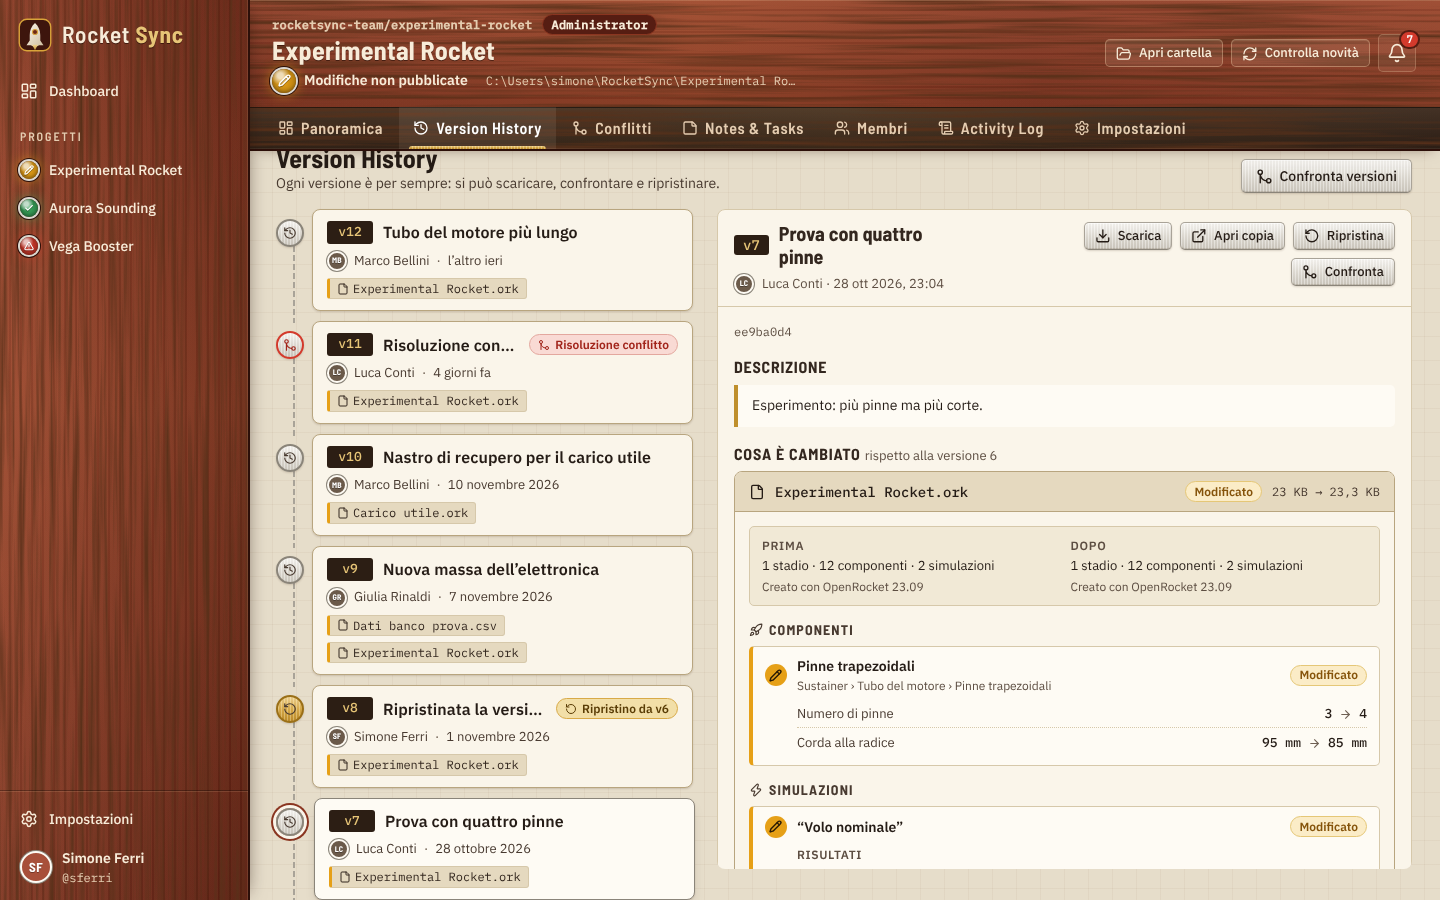 Rocket Sync
Dashboard
PROGETTI
Experimental Rocket
Aurora Sounding
Vega Booster
Impostazioni
SF
Simone Ferri
@sferri
rocketsync-team/experimental-rocket
Administrator
Experimental Rocket
Modifiche non pubblicate
C:\Users\simone\RocketSync\Experimental Ro…
Apri cartella
Controlla novità
7
Panoramica
Version History
Conflitti
Notes & Tasks
Membri
Activity Log
Impostazioni
Version History
Ogni versione è per sempre: si può scaricare, confrontare e ripristinare.
Confronta versioni
v12 Tubo del motore più lungo
MB Marco Bellini · l’altro ieri
Experimental Rocket.ork
v11 Risoluzione con… Risoluzione conflitto
LC Luca Conti · 4 giorni fa
Experimental Rocket.ork
v10 Nastro di recupero per il carico utile
MB Marco Bellini · 10 novembre 2026
Carico utile.ork
v9 Nuova massa dell’elettronica
GR Giulia Rinaldi · 7 novembre 2026
Dati banco prova.csv
Experimental Rocket.ork
v8 Ripristinata la versi… Ripristino da v6
SF Simone Ferri · 1 novembre 2026
Experimental Rocket.ork
v7 Prova con quattro pinne
LC Luca Conti · 28 ottobre 2026
Experimental Rocket.ork
v7 Prova con quattro
pinne
LC Luca Conti · 28 ott 2026, 23:04
Scarica
Apri copia
Ripristina
Confronta
ee9ba0d4
DESCRIZIONE
Esperimento: più pinne ma più corte.
COSA È CAMBIATO rispetto alla versione 6
Experimental Rocket.ork Modificato 23 KB → 23,3 KB
PRIMA
1 stadio · 12 componenti · 2 simulazioni
Creato con OpenRocket 23.09
DOPO
1 stadio · 12 componenti · 2 simulazioni
Creato con OpenRocket 23.09
COMPONENTI
Pinne trapezoidali
Sustainer › Tubo del motore › Pinne trapezoidali
Modificato
Numero di pinne 3 → 4
Corda alla radice 95 mm → 85 mm
SIMULAZIONI
“Volo nominale” Modificato
RISULTATI